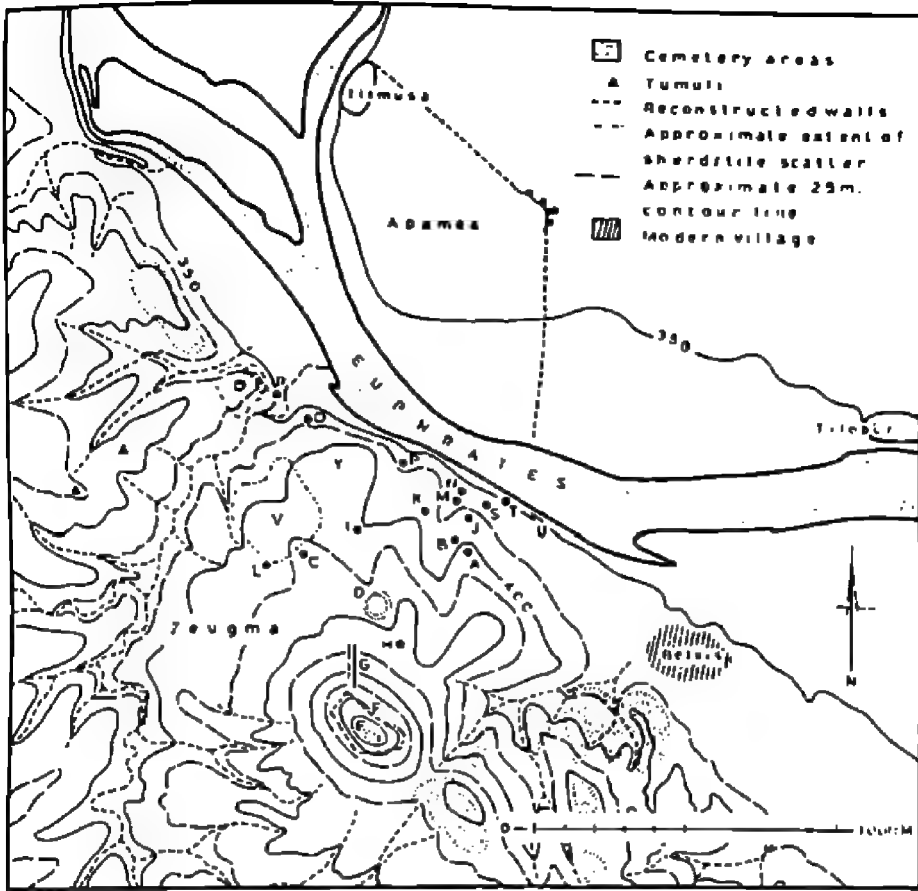 Cemetery areas
Tumuli
Reconstructed walls
Approximate extent of
sherd/tile scatter
Approximate 25m.
contour line
Modern village
Apamea
350
350
EUPHRATES
Y
P
K
M
S
T
U
J
V
I
B
A
L
C
400
D
Zeugma
H
G
F
E
N
O